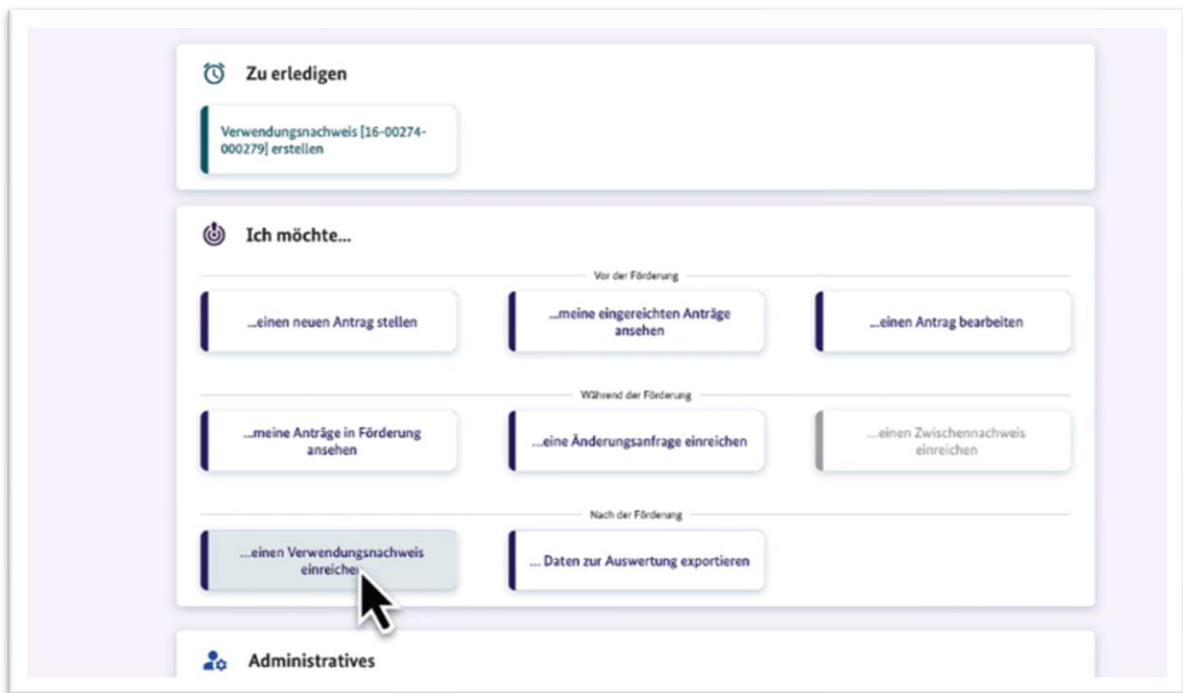 Zu erledigen
Verwendungsnachweis [16-00274-
000279] erstellen
Ich möchte...
Vor der Förderung
...einen neuen Antrag stellen
...meine eingereichten Anträge
ansehen
...einen Antrag bearbeiten
Während der Förderung
...meine Anträge in Förderung
ansehen
...eine Änderungsanfrage einreichen
...einen Zwischennachweis
einreichen
Nach der Förderung
...einen Verwendungsnachweis
einreichen
... Daten zur Auswertung exportieren
Administratives